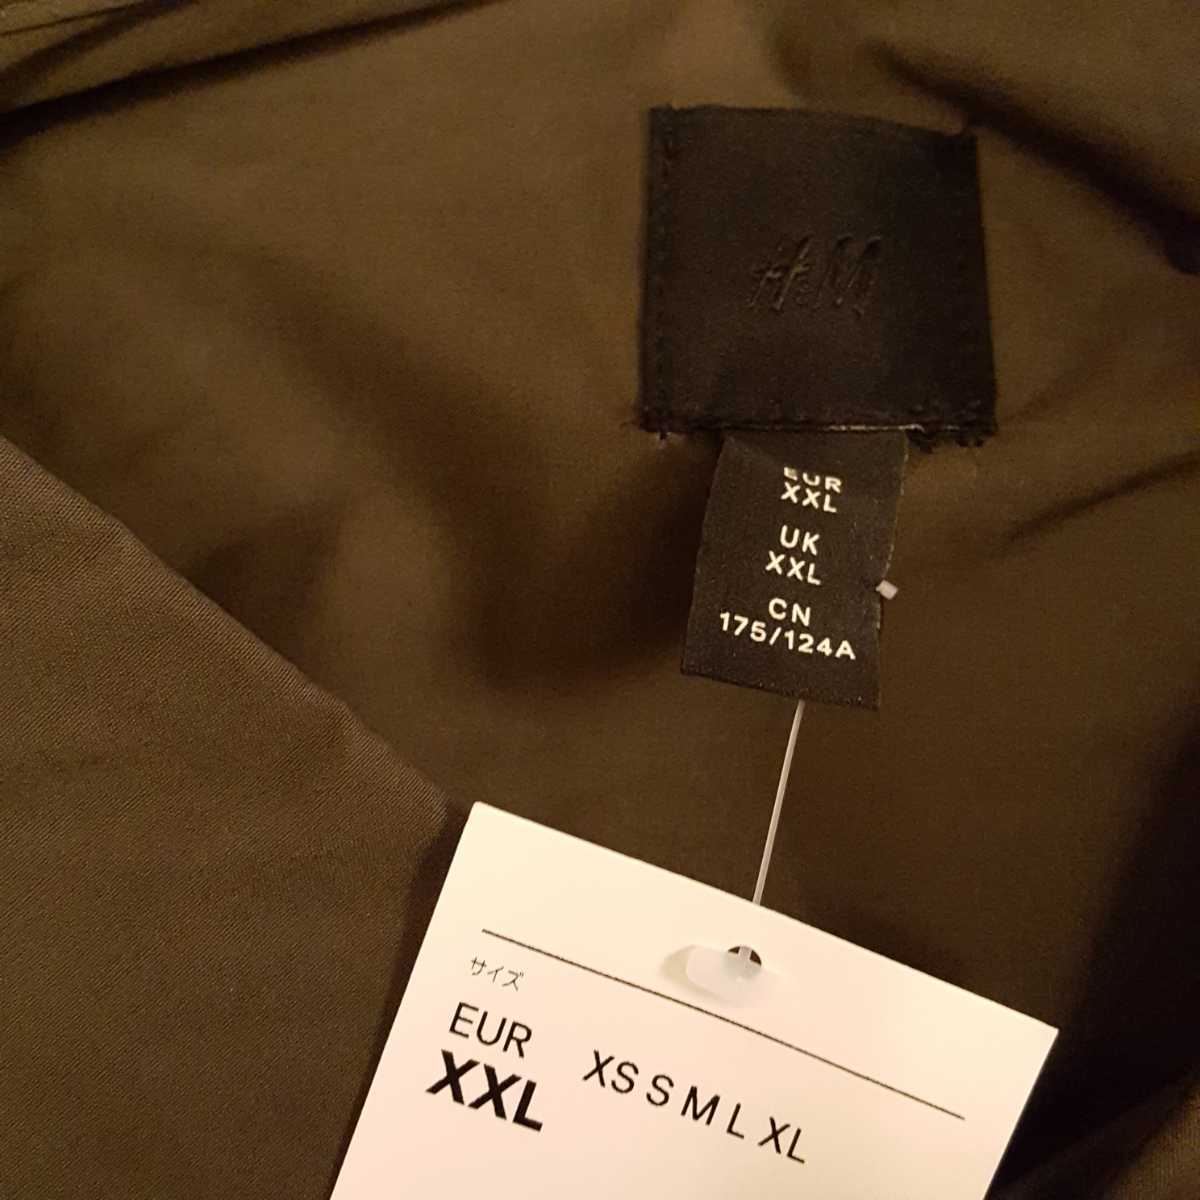 H&M
EUR
XXL
UK
XXL
CN
175/124A
サイズ
EUR
XXL
XS S M L XL